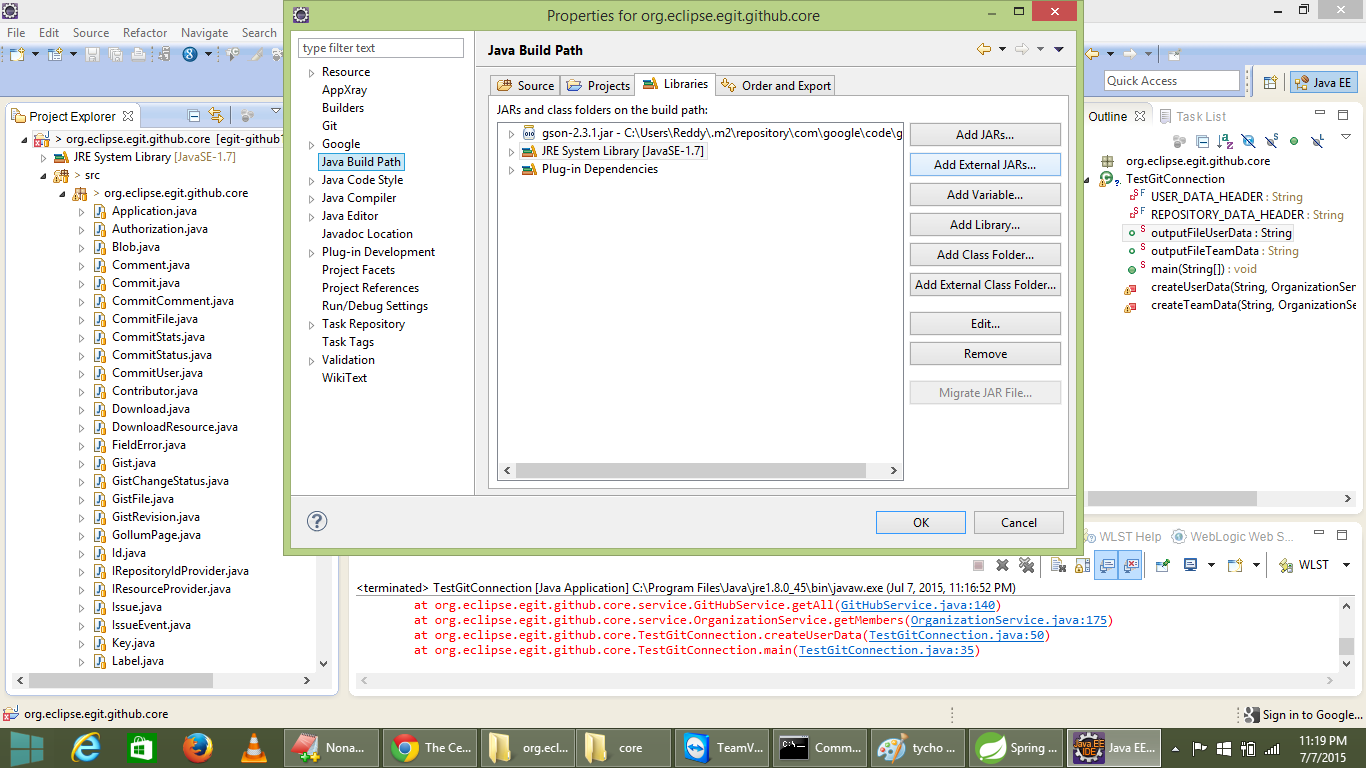 Properties for org.eclipse.egit.github.core
File Edit Source Refactor Navigate Search
Quick Access
Java EE
Project Explorer
> org.eclipse.egit.github.core [egit-github
JRE System Library [JavaSE-1.7]
> src
> org.eclipse.egit.github.core
Application.java
Authorization.java
Blob.java
Comment.java
Commit.java
CommitComment.java
CommitFile.java
CommitStats.java
CommitStatus.java
CommitUser.java
Contributor.java
Download.java
DownloadResource.java
FieldError.java
Gist.java
GistChangeStatus.java
GistFile.java
GistRevision.java
GollumPage.java
Id.java
IRepositoryIdProvider.java
IResourceProvider.java
Issue.java
IssueEvent.java
Key.java
Label.java
type filter text
Resource
AppXray
Builders
Git
Google
Java Build Path
Java Code Style
Java Compiler
Java Editor
Javadoc Location
Plug-in Development
Project Facets
Project References
Run/Debug Settings
Task Repository
Task Tags
Validation
WikiText
Java Build Path
Source Projects Libraries Order and Export
JARs and class folders on the build path:
gson-2.3.1.jar - C:\Users\Reddy\.m2\repository\com\google\code\g
JRE System Library [JavaSE-1.7]
Plug-in Dependencies
Add JARs...
Add External JARs...
Add Variable...
Add Library...
Add Class Folder...
Add External Class Folder...
Edit...
Remove
Migrate JAR File...
OK Cancel
Outline Task List
org.eclipse.egit.github.core
TestGitConnection
USER_DATA_HEADER : String
REPOSITORY_DATA_HEADER : String
outputFileUserData : String
outputFileTeamData : String
main(String[]) : void
createUserData(String, OrganizationSer
createTeamData(String, OrganizationSe
WLST Help WebLogic Web S...
WLST
<terminated> TestGitConnection [Java Application] C:\Program Files\Java\jre1.8.0_45\bin\javaw.exe (Jul 7, 2015, 11:16:52 PM)
at org.eclipse.egit.github.core.service.GitHubService.getAll(GitHubService.java:140)
at org.eclipse.egit.github.core.service.OrganizationService.getMembers(OrganizationService.java:175)
at org.eclipse.egit.github.core.TestGitConnection.createUserData(TestGitConnection.java:50)
at org.eclipse.egit.github.core.TestGitConnection.main(TestGitConnection.java:35)
org.eclipse.egit.github.core
Sign in to Google...
Nona... The Ce... org.ecl... core TeamV... Comm... tycho ... Spring ... Java EE...
11:19 PM
7/7/2015